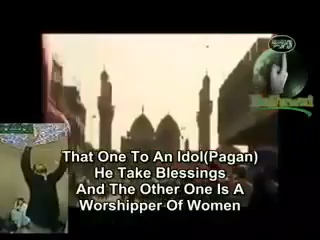 That One To An Idol(Pagan)
He Take Blessings
And The Other One Is A
Worshipper Of Women